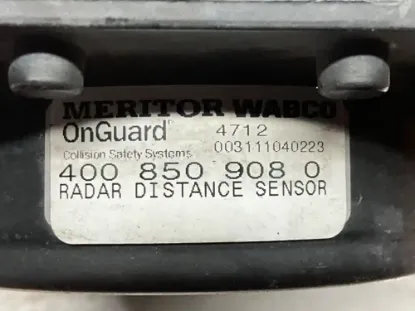 MERITOR WABCO
OnGuard 4712
Collision Safety Systems 003111040223
400 850 908 0
RADAR DISTANCE SENSOR